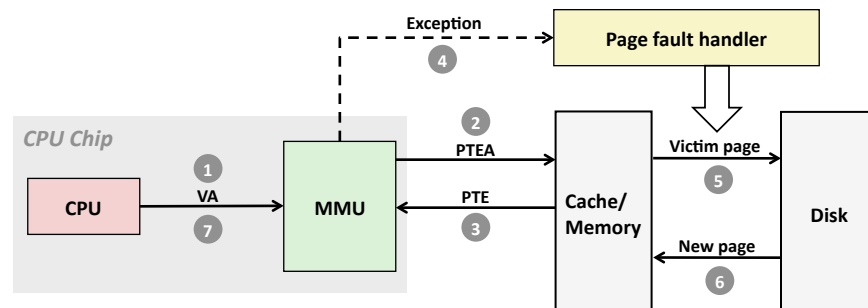 Exception
4
Page fault handler
CPU Chip
2
PTEA
1
VA
CPU
7
MMU
PTE
3
Cache/
Memory
Victim page
5
Disk
New page
6